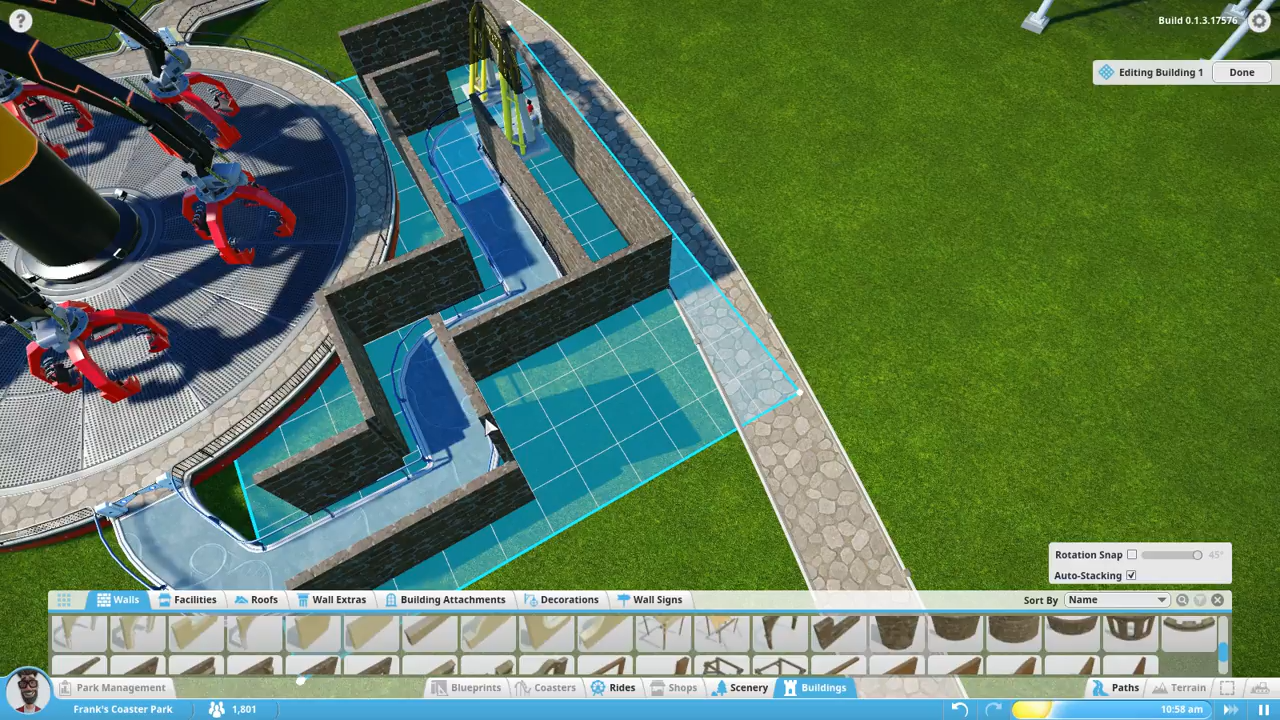 ?
Build 0.1.3.17576
Editing Building 1
Done
Rotation Snap
45°
Auto-Stacking
Walls
Facilities
Roofs
Wall Extras
Building Attachments
Decorations
Wall Signs
Sort By
Name
Park Management
Blueprints
Coasters
Rides
Shops
Scenery
Buildings
Paths
Terrain
Frank's Coaster Park
1,801
10:58 am